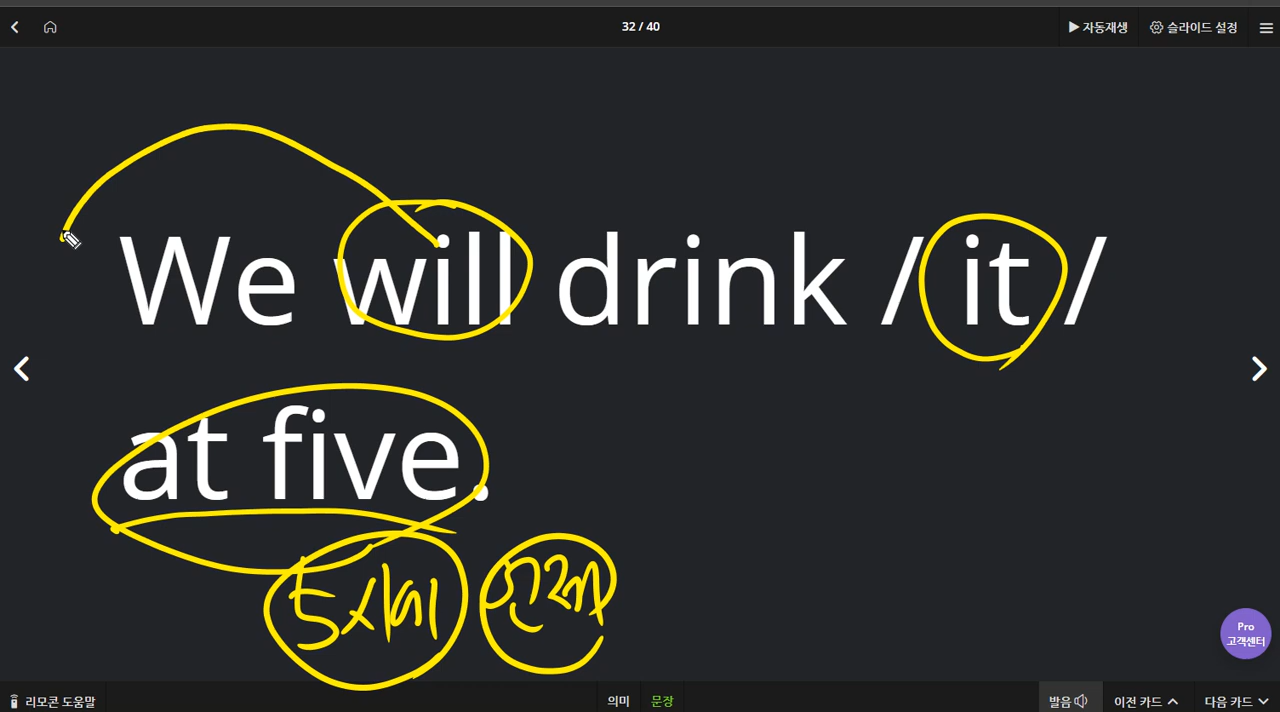 32 / 40
▶ 자동재생
슬라이드 설정
We will drink / it /
at five.
5시에
Pro
고객센터
리모콘 도움말
의미
문장
발음
이전 카드
다음 카드